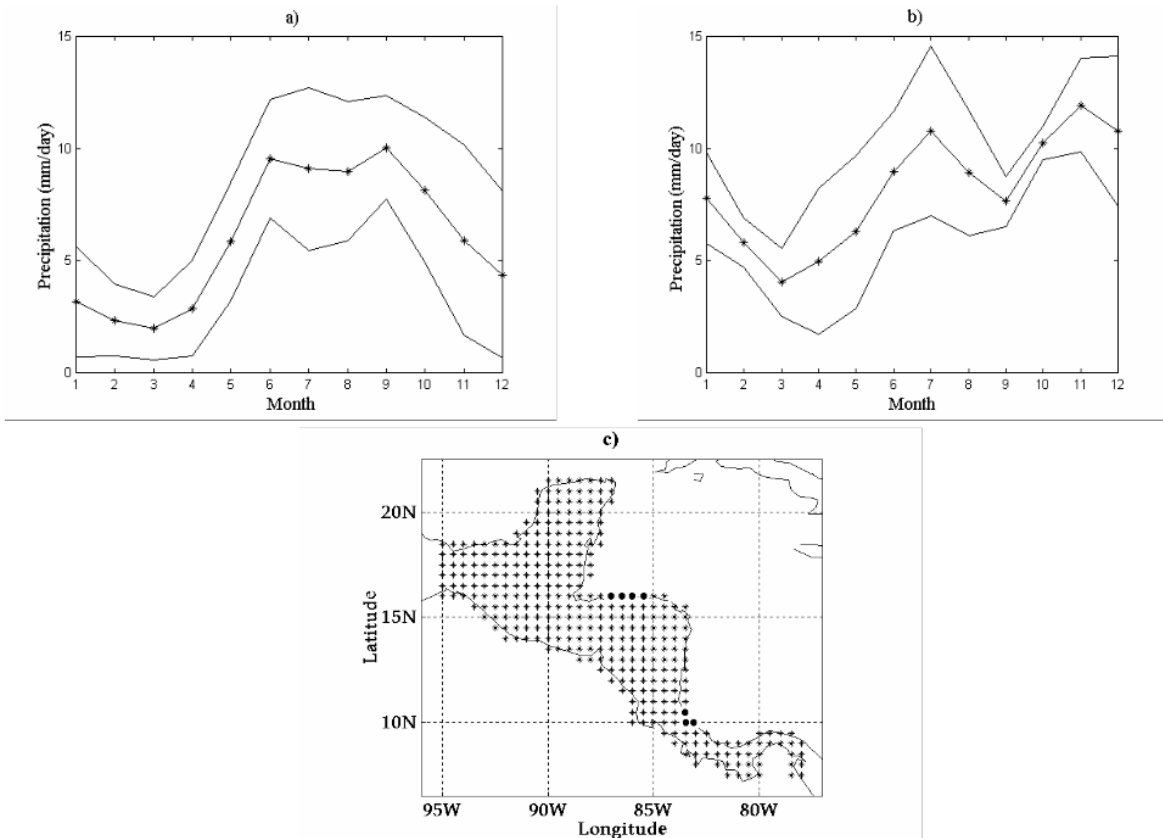 a)
15
10
5
0
Precipitation (mm/day)
1 2 3 4 5 6 7 8 9 10 11 12
Month
b)
15
10
5
0
Precipitation (mm/day)
1 2 3 4 5 6 7 8 9 10 11 12
Month
c)
20N
15N
10N
Latitude
95W 90W 85W 80W
Longitude